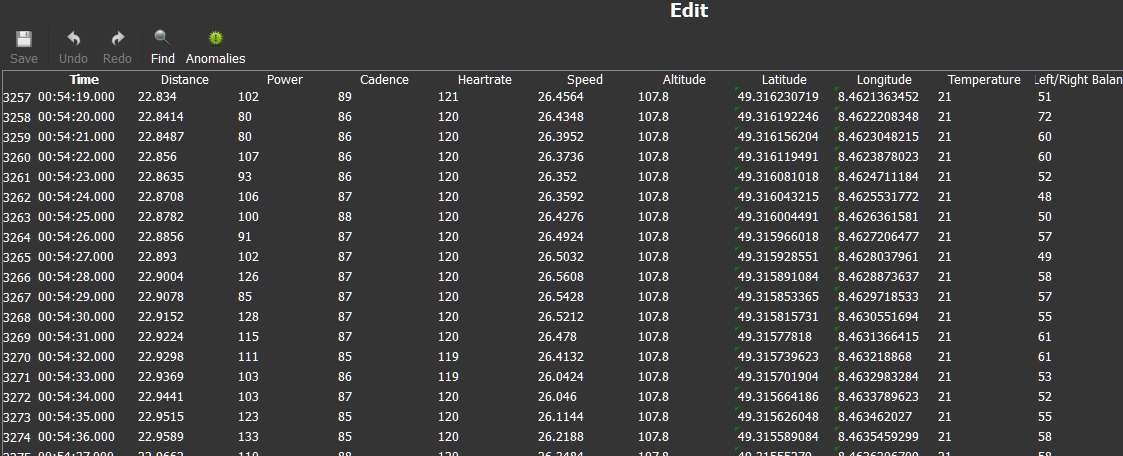 Edit
Save Undo Redo Find Anomalies
Time Distance Power Cadence Heartrate Speed Altitude Latitude Longitude Temperature Left/Right Balan
3257 00:54:19.000 22.834 102 89 121 26.4564 107.8 49.316230719 8.4621363452 21 51
3258 00:54:20.000 22.8414 80 86 120 26.4348 107.8 49.316192246 8.4622208348 21 72
3259 00:54:21.000 22.8487 80 86 120 26.3952 107.8 49.316156204 8.4623048215 21 60
3260 00:54:22.000 22.856 107 86 120 26.3736 107.8 49.316119491 8.4623878023 21 60
3261 00:54:23.000 22.8635 93 86 120 26.352 107.8 49.316081018 8.4624711184 21 52
3262 00:54:24.000 22.8708 106 87 120 26.3592 107.8 49.316043215 8.4625531772 21 48
3263 00:54:25.000 22.8782 100 88 120 26.4276 107.8 49.316004491 8.4626361581 21 50
3264 00:54:26.000 22.8856 91 87 120 26.4924 107.8 49.315966018 8.4627206477 21 57
3265 00:54:27.000 22.893 102 87 120 26.5032 107.8 49.315928551 8.4628037961 21 49
3266 00:54:28.000 22.9004 126 87 120 26.5608 107.8 49.315891084 8.4628873637 21 58
3267 00:54:29.000 22.9078 85 87 120 26.5428 107.8 49.315853365 8.4629718533 21 57
3268 00:54:30.000 22.9152 128 87 120 26.5212 107.8 49.315815731 8.4630551694 21 55
3269 00:54:31.000 22.9224 115 87 120 26.478 107.8 49.31577818 8.4631366415 21 61
3270 00:54:32.000 22.9298 111 85 119 26.4132 107.8 49.315739623 8.463218868 21 61
3271 00:54:33.000 22.9369 103 86 119 26.0424 107.8 49.315701904 8.4632983284 21 53
3272 00:54:34.000 22.9441 103 87 120 26.046 107.8 49.315664186 8.4633789623 21 52
3273 00:54:35.000 22.9515 123 85 120 26.1144 107.8 49.315626048 8.463462027 21 55
3274 00:54:36.000 22.9589 133 85 120 26.2188 107.8 49.315589084 8.4635459299 21 58